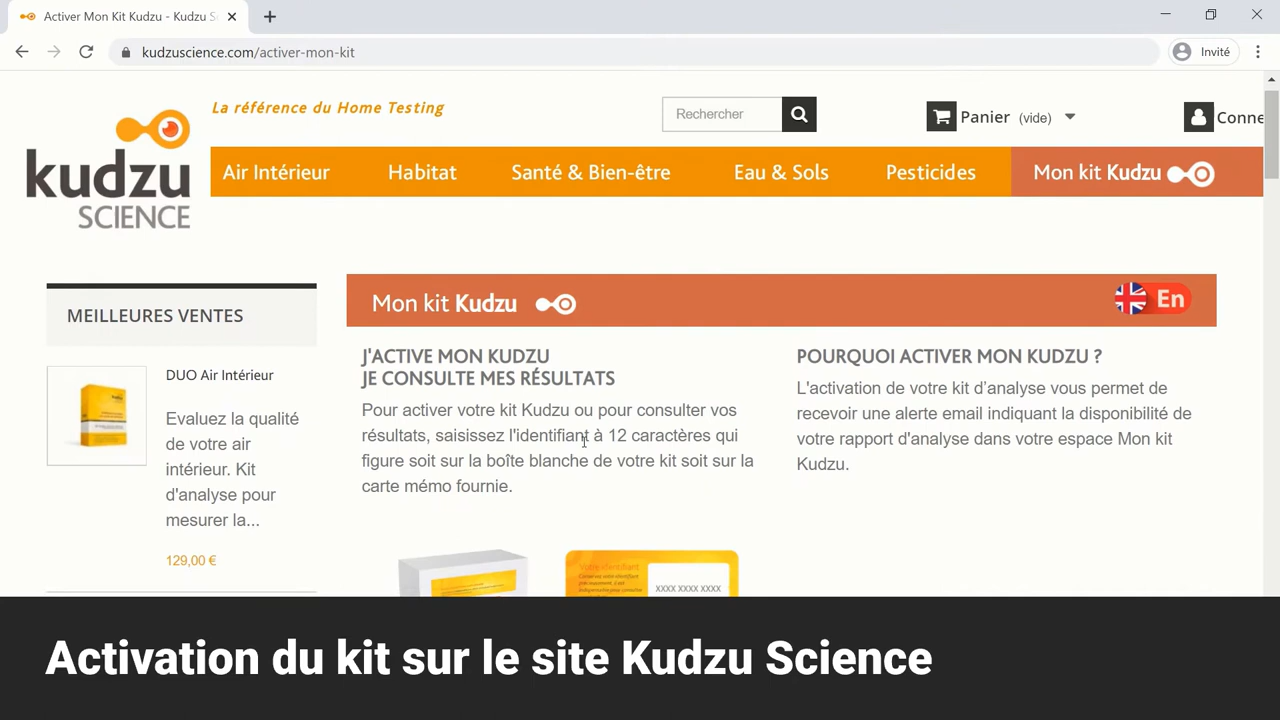 Activer Mon Kit Kudzu - Kudzu S
kudzuscience.com/activer-mon-kit
Invité
La référence du Home Testing
Rechercher
Panier (vide)
Conne
kudzu
SCIENCE
Air Intérieur
Habitat
Santé & Bien-être
Eau & Sols
Pesticides
Mon kit Kudzu
MEILLEURES VENTES
DUO Air Intérieur
Evaluez la qualité
de votre air
intérieur. Kit
d'analyse pour
mesurer la...
129,00 €
Mon kit Kudzu
En
J'ACTIVE MON KUDZU
JE CONSULTE MES RÉSULTATS
Pour activer votre kit Kudzu ou pour consulter vos
résultats, saisissez l'identifiant à 12 caractères qui
figure soit sur la boîte blanche de votre kit soit sur la
carte mémo fournie.
POURQUOI ACTIVER MON KUDZU ?
L'activation de votre kit d’analyse vous permet de
recevoir une alerte email indiquant la disponibilité de
votre rapport d'analyse dans votre espace Mon kit
Kudzu.
Votre identifiant
XXXX XXXX XXXX
Activation du kit sur le site Kudzu Science